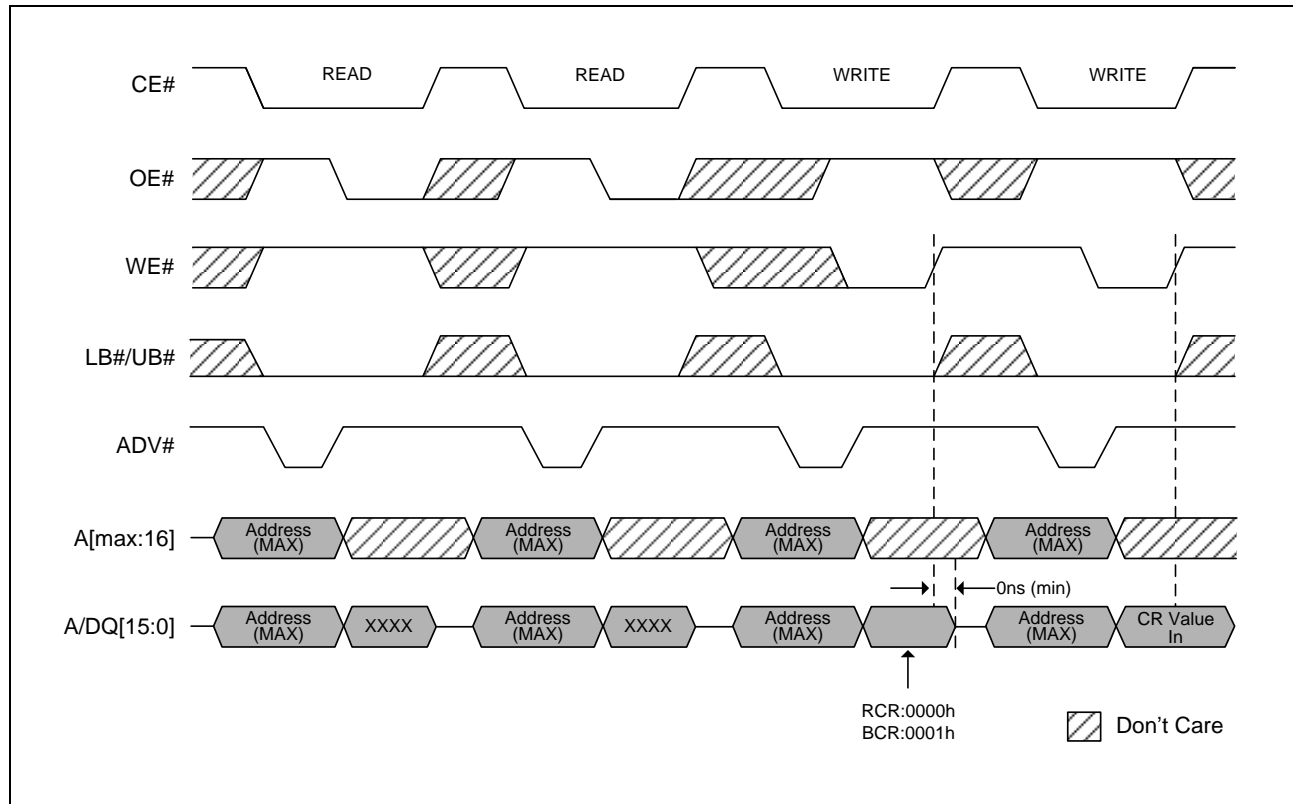 READ
READ
WRITE
WRITE
CE#
OE#
WE#
LB#/UB#
ADV#
A[max:16]
Address
(MAX)
Address
(MAX)
Address
(MAX)
Address
(MAX)
0ns (min)
A/DQ[15:0]
Address
(MAX)
XXXX
Address
(MAX)
XXXX
Address
(MAX)
Address
(MAX)
CR Value
In
RCR:0000h
BCR:0001h
Don't Care